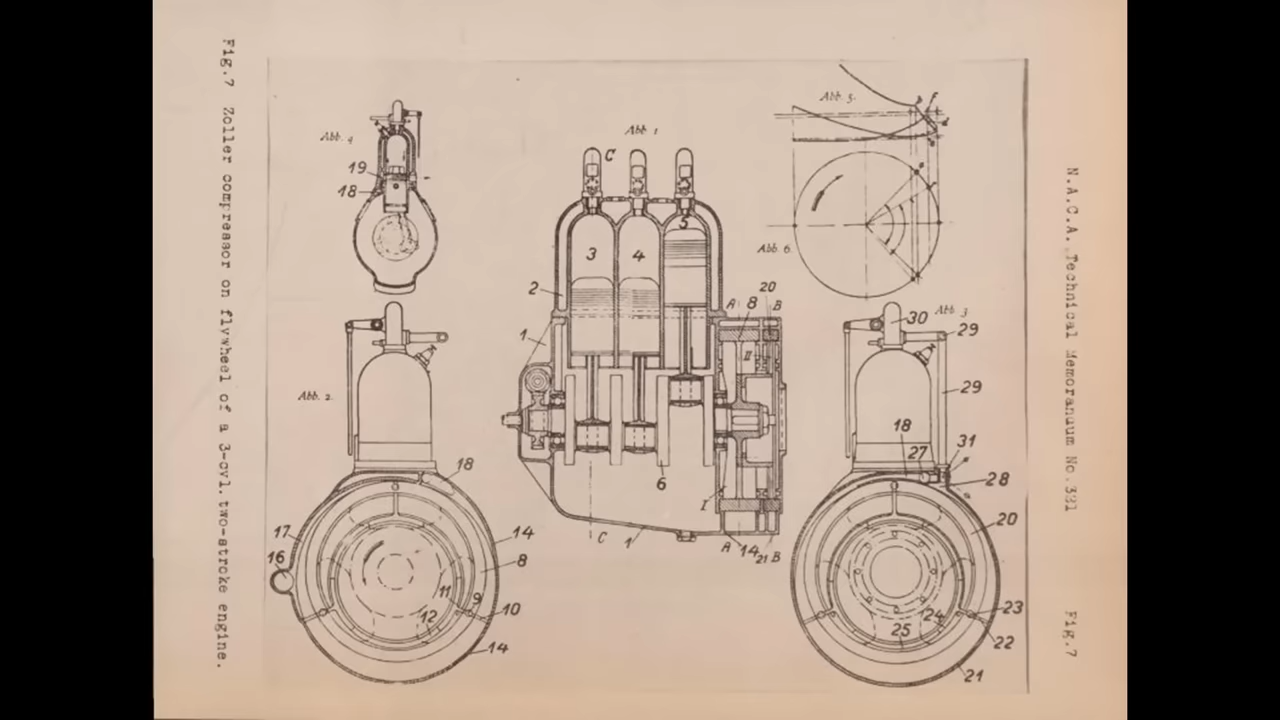 Fig.7 Zoller compressor on flywheel of a 3-cyl. two-stroke engine.
N.A.C.A. Technical Memorandum No.321
Fig.7
Abb. 4
19
18
Abb. 1
C
3
4
5
2
1
A
8
20
B
II
6
I
C
1
A
14
21
B
Abb. 5.
Abb. 6.
Abb. 2.
18
17
16
14
8
11
9
10
12
14
Abb 3
30
29
29
18
27
31
28
20
23
22
24
25
21